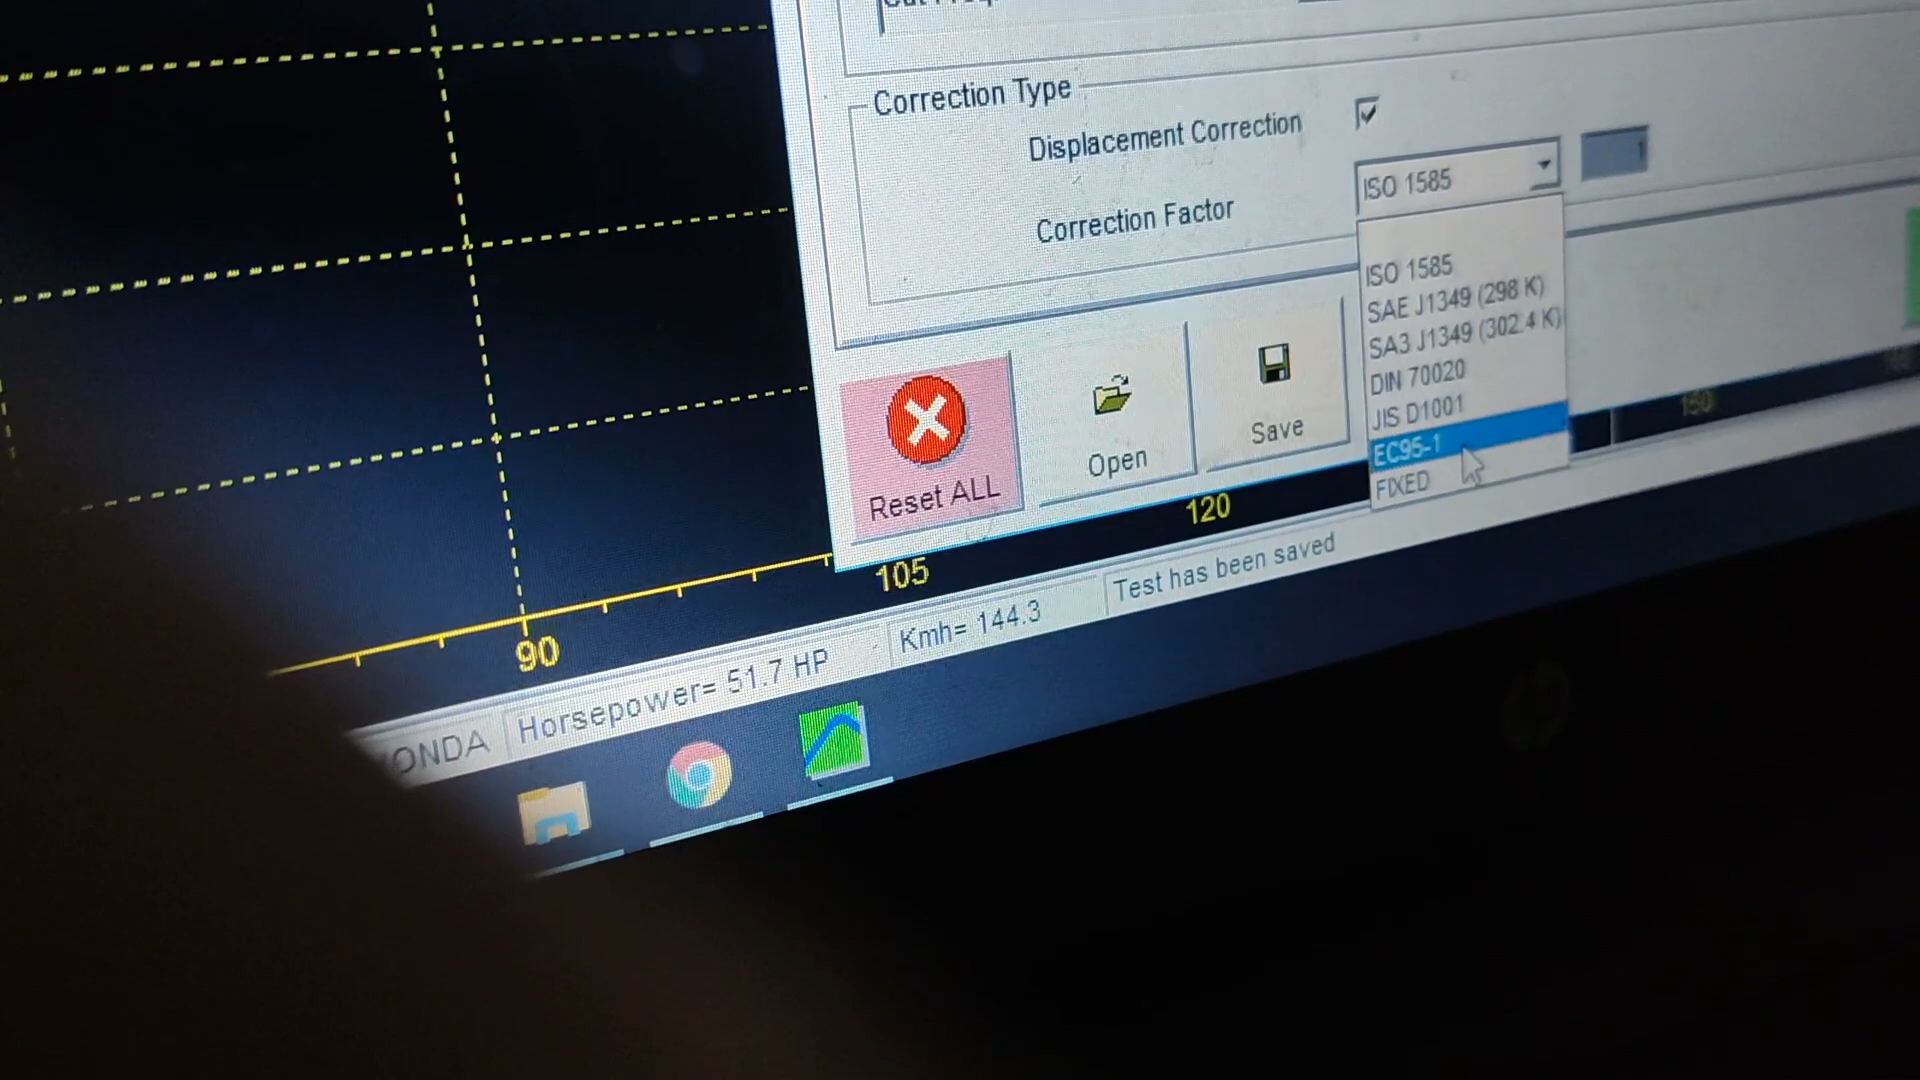 Correction Type
Displacement Correction
Correction Factor
ISO 1585
1
ISO 1585
SAE J1349 (298 K)
SA3 J1349 (302.4 K)
DIN 70020
JIS D1001
EC95-1
FIXED
Reset ALL
Open
Save
90
105
120
150
ONDA
Horsepower= 51.7 HP
Kmh= 144.3
Test has been saved